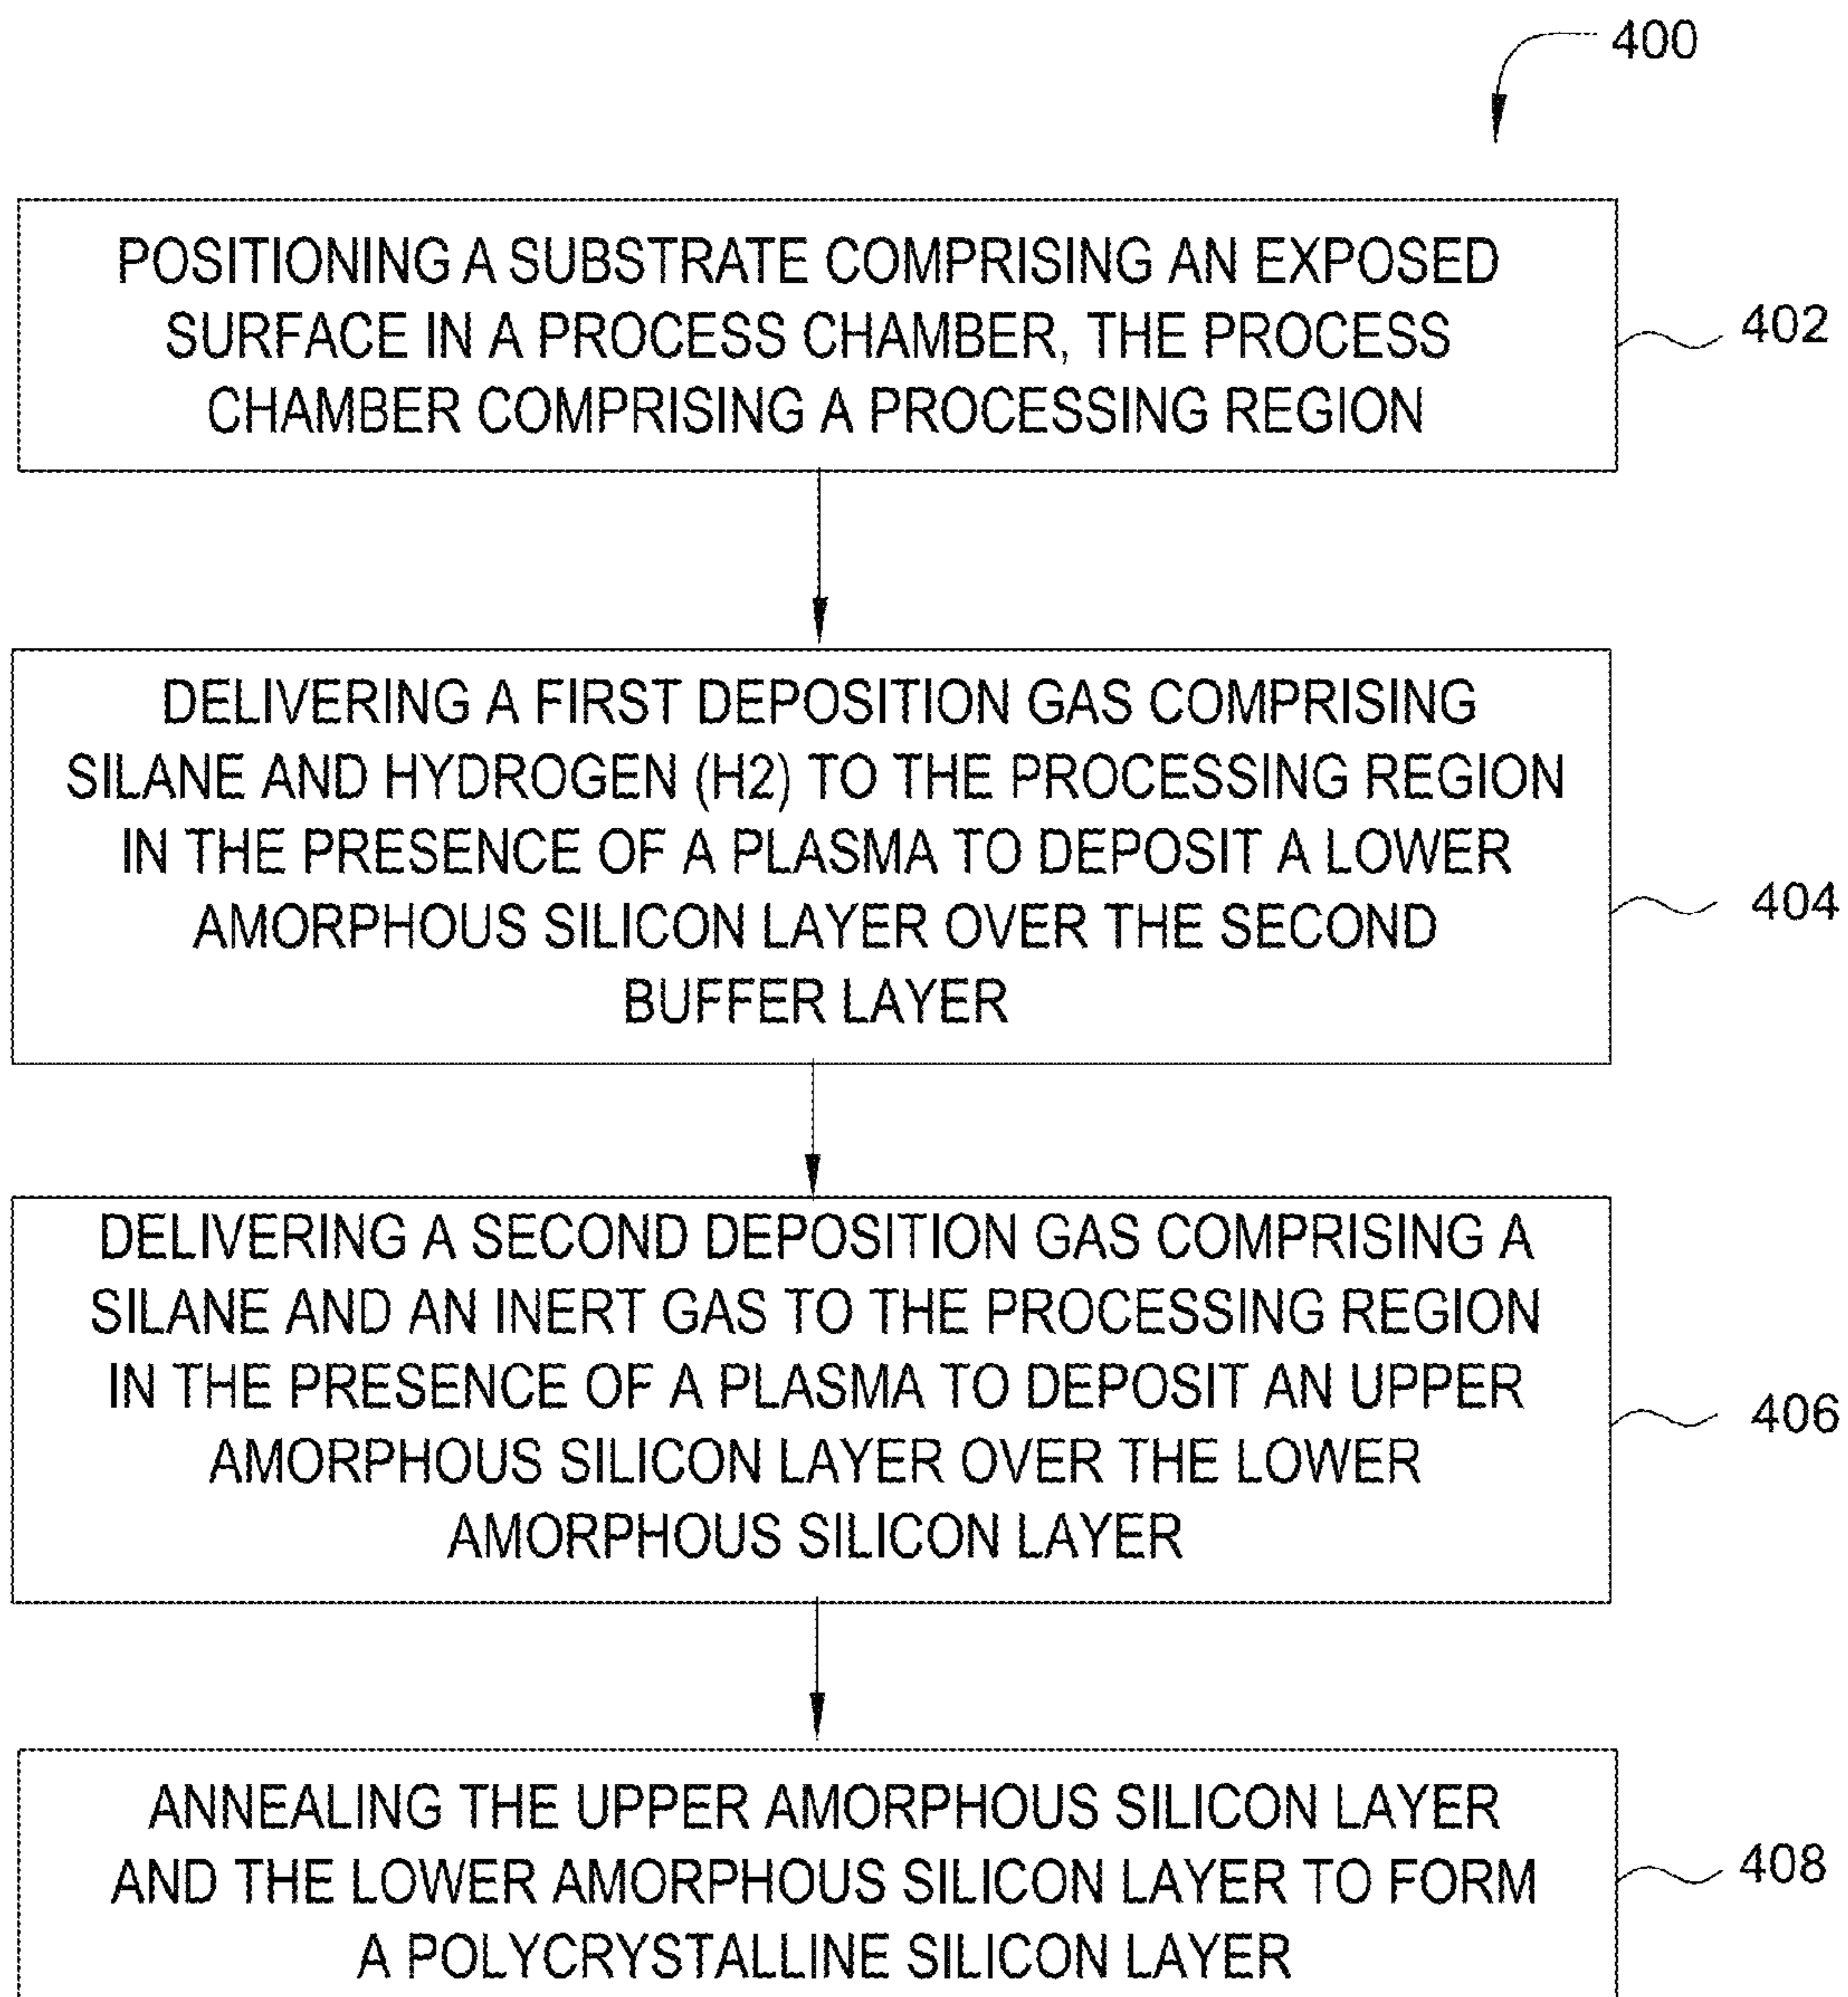 400
POSITIONING A SUBSTRATE COMPRISING AN EXPOSED
SURFACE IN A PROCESS CHAMBER, THE PROCESS
CHAMBER COMPRISING A PROCESSING REGION
402
DELIVERING A FIRST DEPOSITION GAS COMPRISING
SILANE AND HYDROGEN (H2) TO THE PROCESSING REGION
IN THE PRESENCE OF A PLASMA TO DEPOSIT A LOWER
AMORPHOUS SILICON LAYER OVER THE SECOND
BUFFER LAYER
404
DELIVERING A SECOND DEPOSITION GAS COMPRISING A
SILANE AND AN INERT GAS TO THE PROCESSING REGION
IN THE PRESENCE OF A PLASMA TO DEPOSIT AN UPPER
AMORPHOUS SILICON LAYER OVER THE LOWER
AMORPHOUS SILICON LAYER
406
ANNEALING THE UPPER AMORPHOUS SILICON LAYER
AND THE LOWER AMORPHOUS SILICON LAYER TO FORM
A POLYCRYSTALLINE SILICON LAYER
408